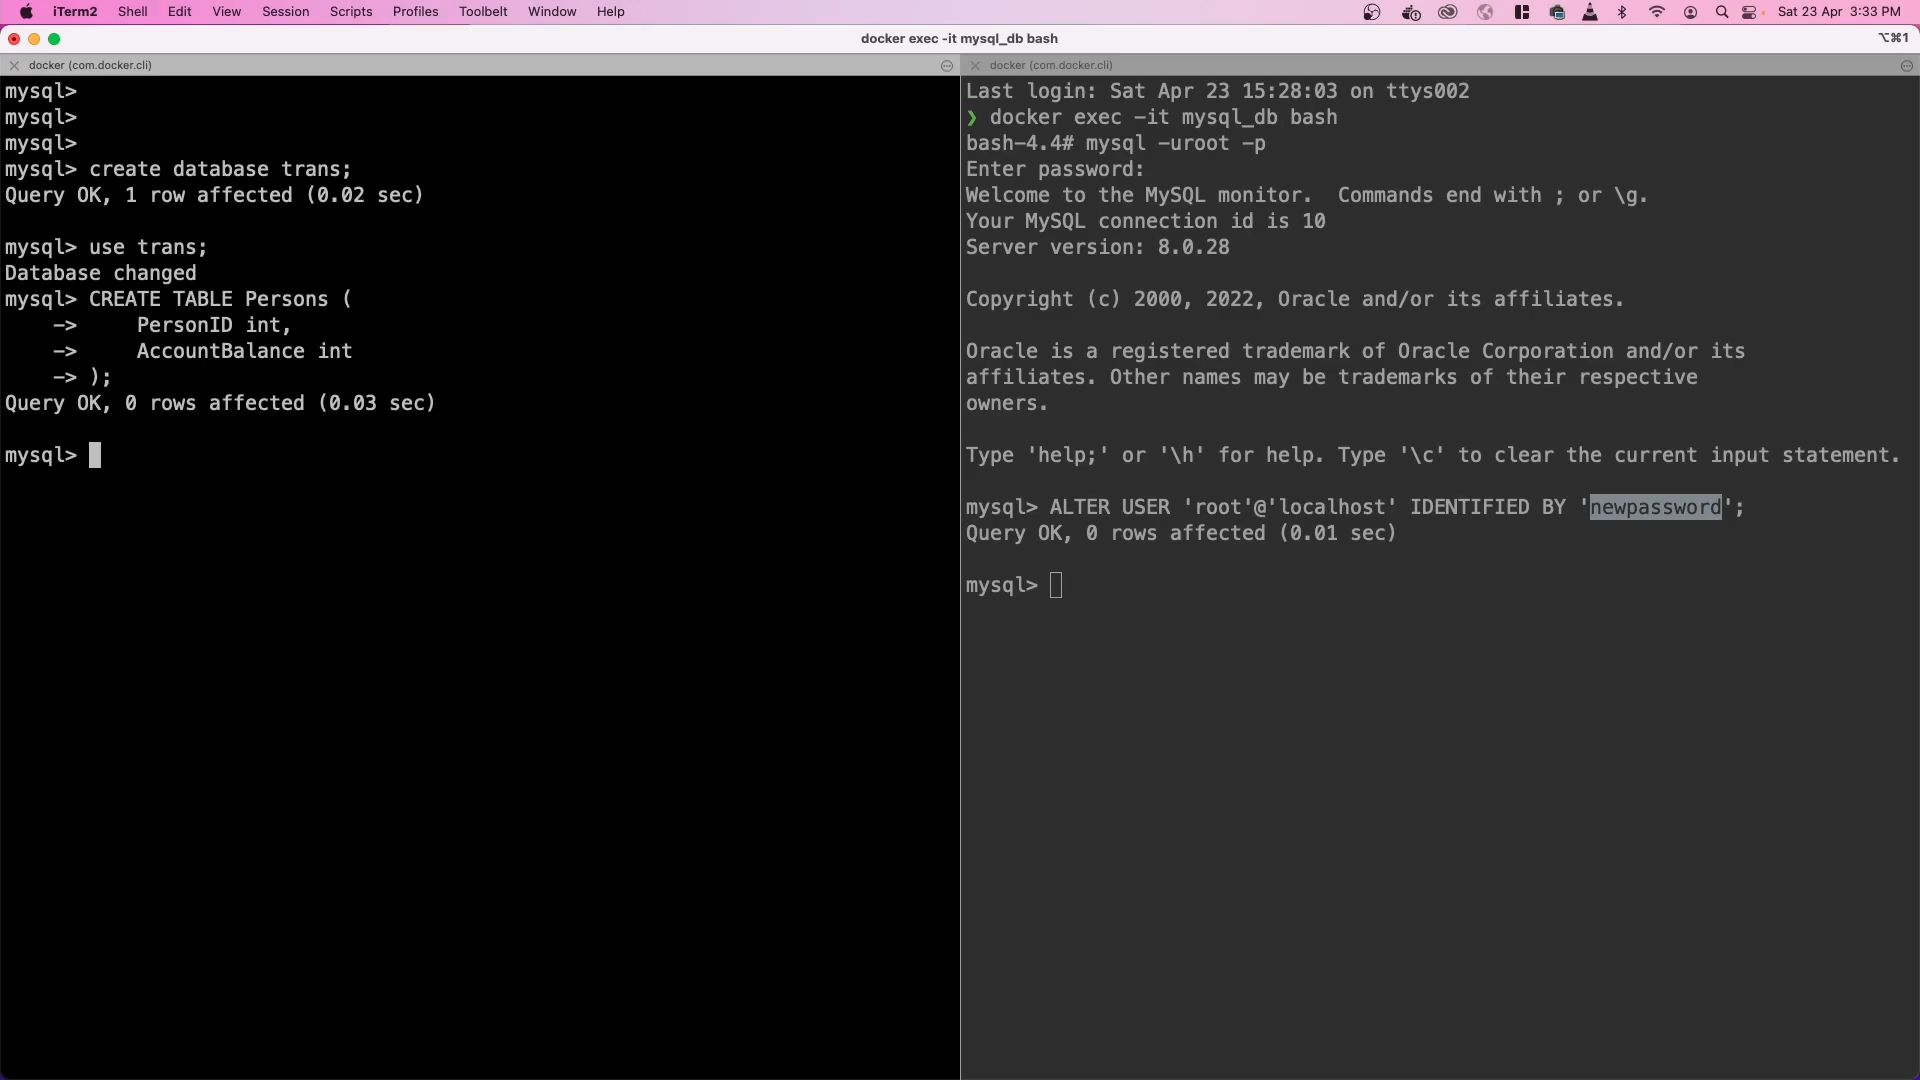 iTerm2 Shell Edit View Session Scripts Profiles Toolbelt Window Help Sat 23 Apr 3:33 PM
docker exec -it mysql_db bash ⌥⌘1
docker (com.docker.cli)
mysql>
mysql>
mysql>
mysql> create database trans;
Query OK, 1 row affected (0.02 sec)
mysql> use trans;
Database changed
mysql> CREATE TABLE Persons (
    ->     PersonID int,
    ->     AccountBalance int
    -> );
Query OK, 0 rows affected (0.03 sec)
mysql>
docker (com.docker.cli)
Last login: Sat Apr 23 15:28:03 on ttys002
❯ docker exec -it mysql_db bash
bash-4.4# mysql -uroot -p
Enter password:
Welcome to the MySQL monitor.  Commands end with ; or \g.
Your MySQL connection id is 10
Server version: 8.0.28
Copyright (c) 2000, 2022, Oracle and/or its affiliates.
Oracle is a registered trademark of Oracle Corporation and/or its
affiliates. Other names may be trademarks of their respective
owners.
Type 'help;' or '\h' for help. Type '\c' to clear the current input statement.
mysql> ALTER USER 'root'@'localhost' IDENTIFIED BY 'newpassword';
Query OK, 0 rows affected (0.01 sec)
mysql>